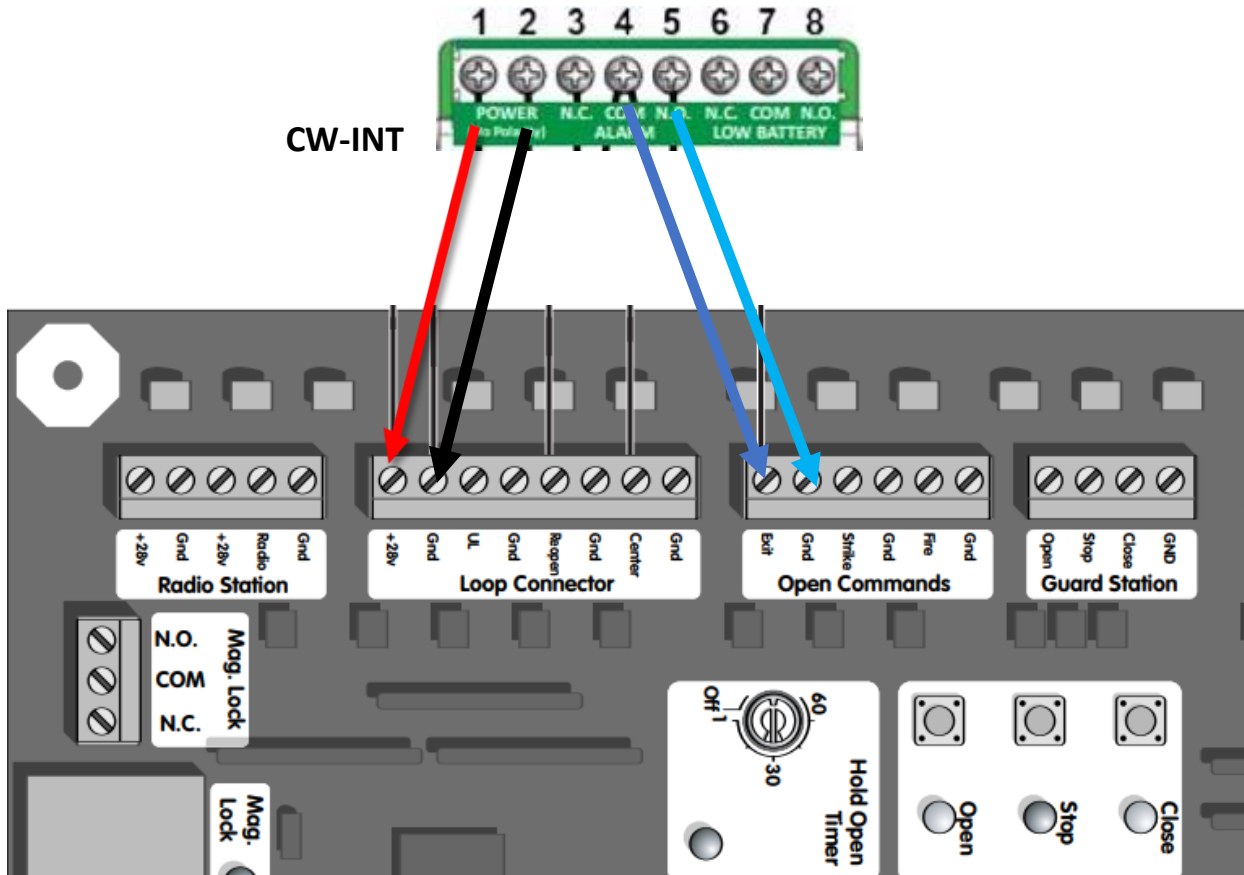 1 2 3 4 5 6 7 8
POWER N.C. COM N.O. N.C. COM N.O.
ALARM LOW BATTERY
CW-INT
+28v Gnd +28v Radio Gnd
Radio Station
+28v Gnd UL Gnd Reopen Gnd Center Gnd
Loop Connector
Exit Gnd Strike Gnd Fire Gnd
Open Commands
Open Stop Close GND
Guard Station
N.O.
COM
N.C.
Mag. Lock
Off 1 30 60
Hold Open
Timer
Open
Stop
Close
Mag.
Lock